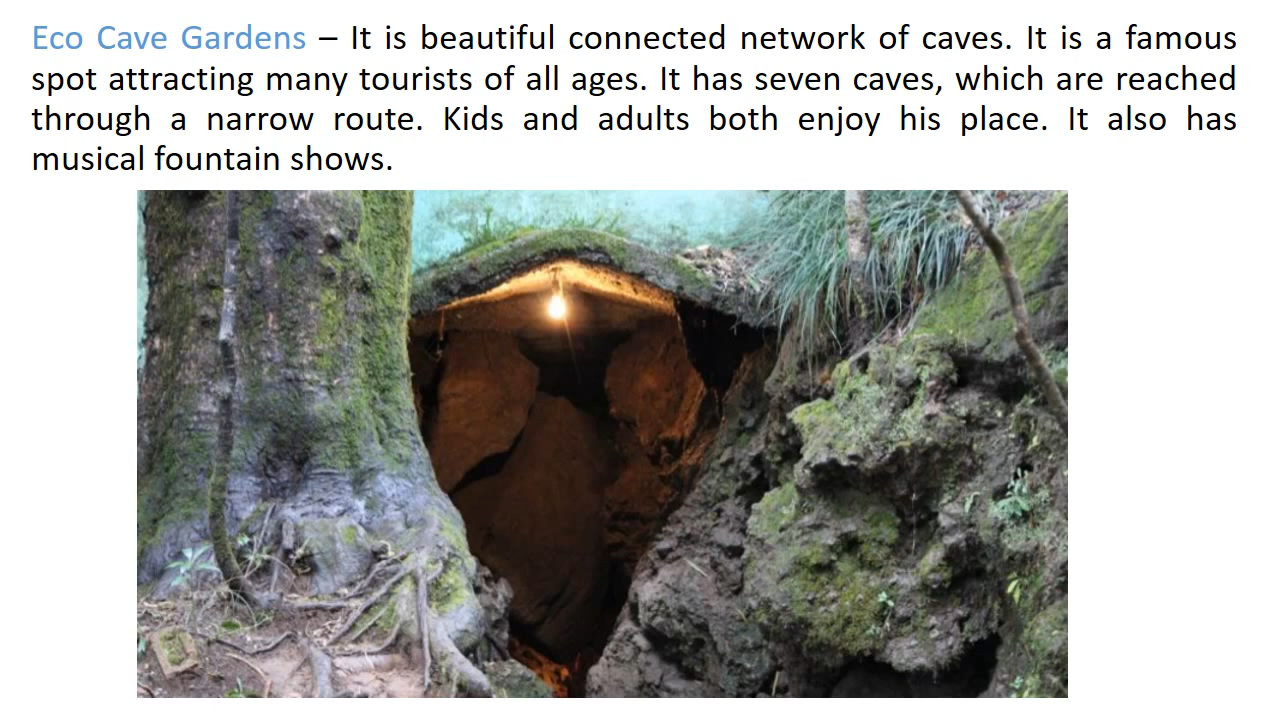 Eco Cave Gardens – It is beautiful connected network of caves. It is a famous
spot attracting many tourists of all ages. It has seven caves, which are reached
through a narrow route. Kids and adults both enjoy his place. It also has
musical fountain shows.